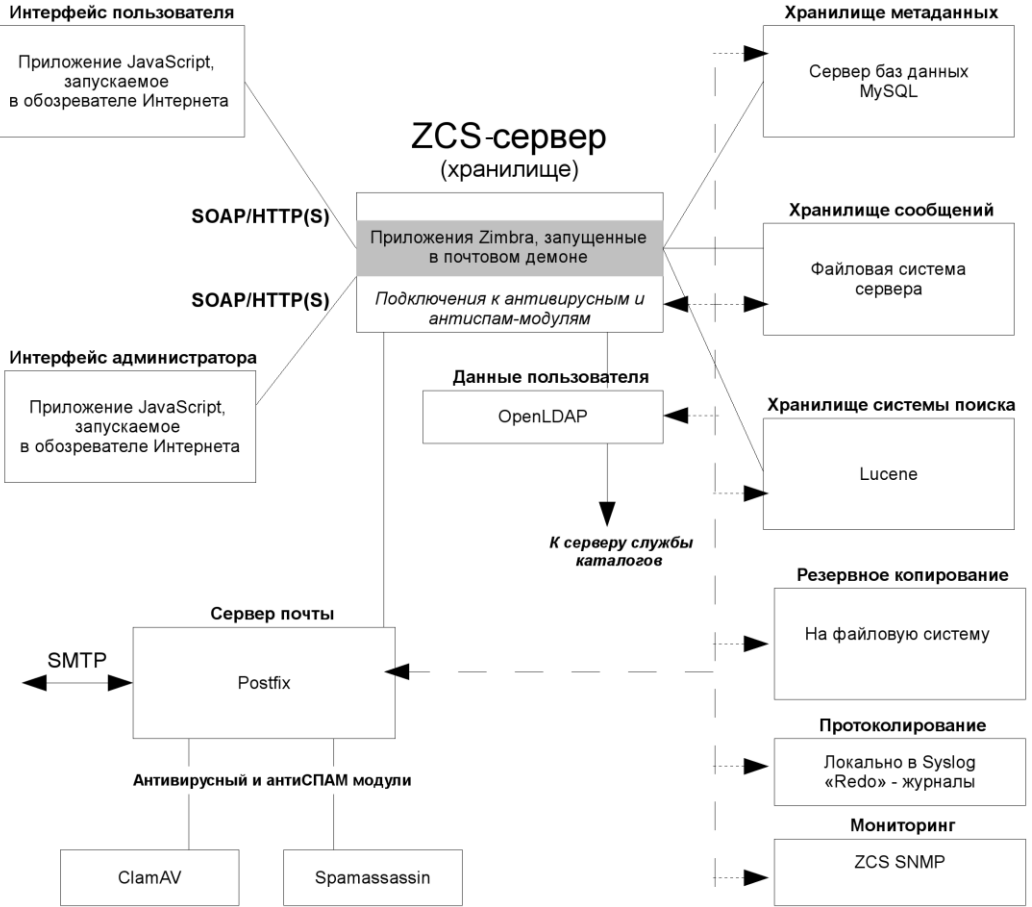 Интерфейс пользователя
Приложение JavaScript,
запускаемое
в обозревателе Интернета
Хранилище метаданных
Сервер баз данных
MySQL
ZCS-сервер
(хранилище)
SOAP/HTTP(S)
Приложения Zimbra, запущенные
в почтовом демоне
Хранилище сообщений
Файловая система
сервера
SOAP/HTTP(S)
Подключения к антивирусным и
антиспам-модулям
Интерфейс администратора
Приложение JavaScript,
запускаемое
в обозревателе Интернета
Данные пользователя
OpenLDAP
Хранилище системы поиска
Lucene
К серверу службы
каталогов
Резервное копирование
На файловую систему
Сервер почты
SMTP
Postfix
Протоколирование
Локально в Syslog
«Redo» - журналы
Антивирусный и антиСПАМ модули
Мониторинг
ZCS SNMP
ClamAV
Spamassassin